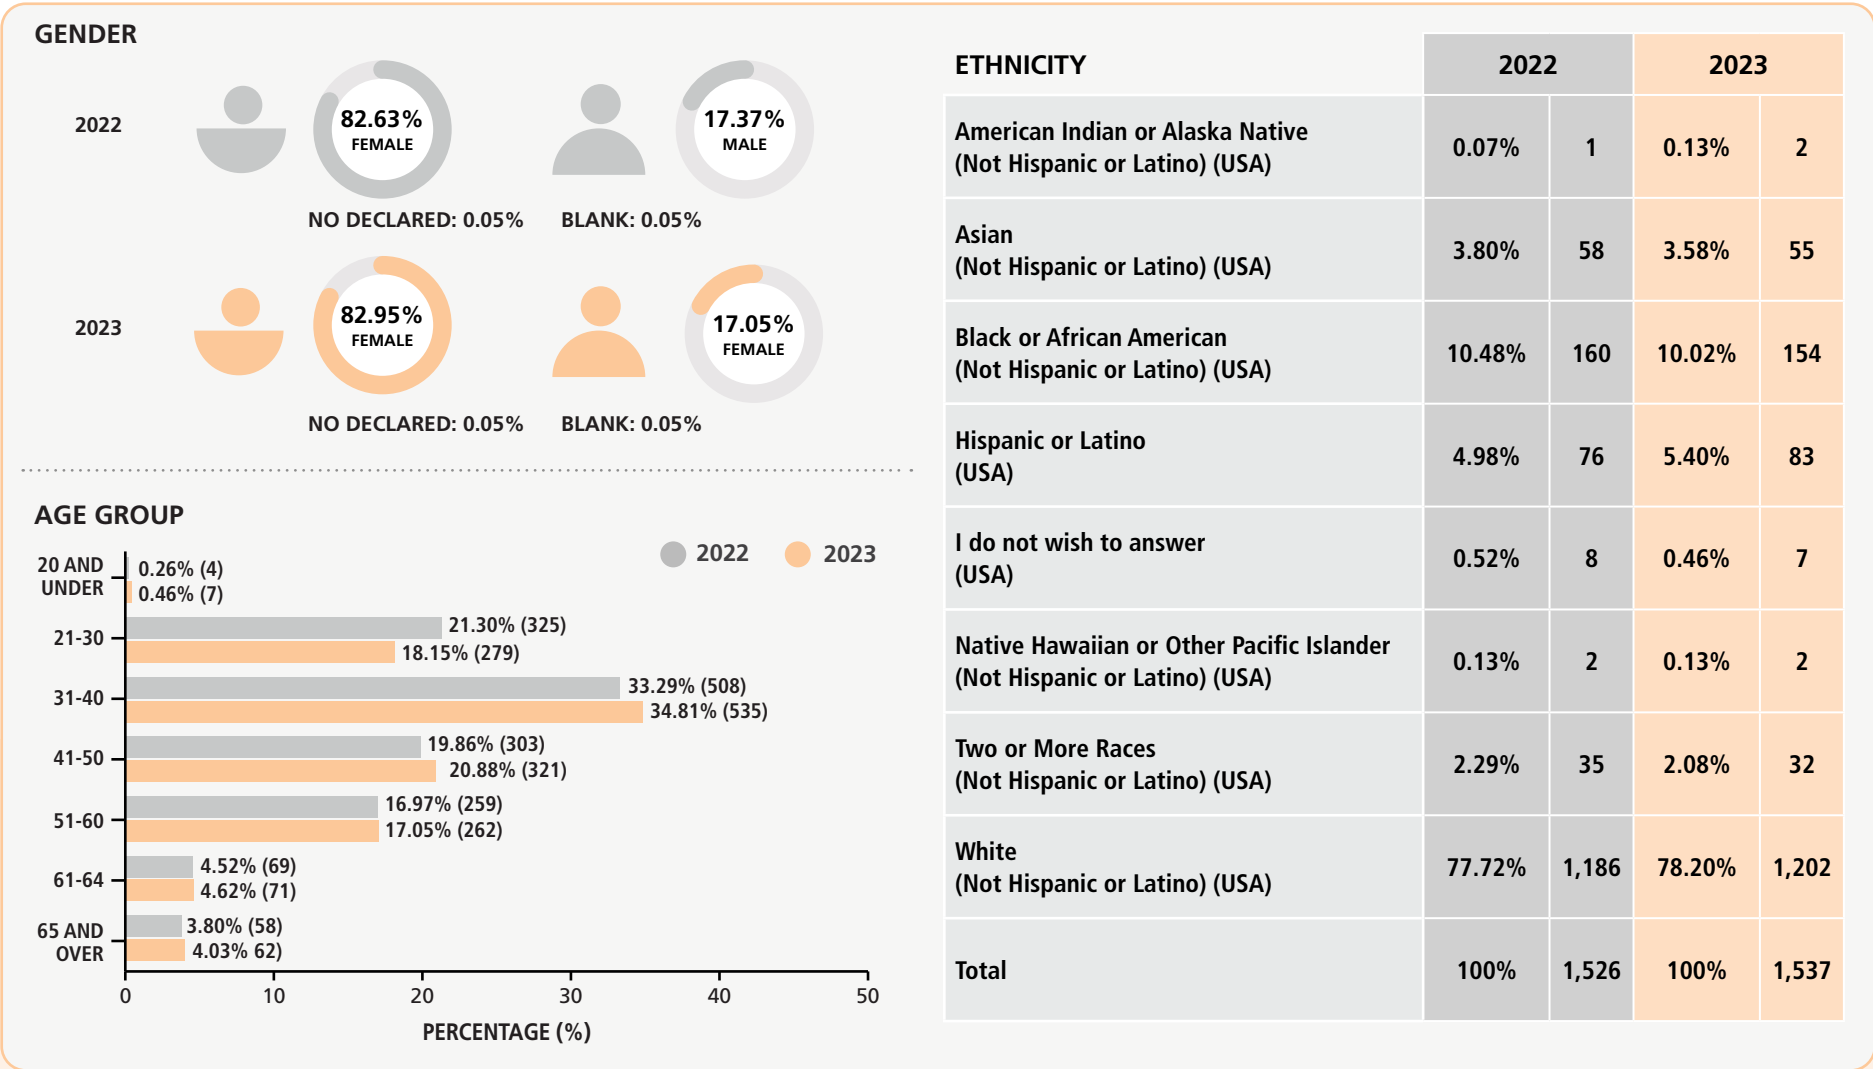 GENDER
2022
82.63%
FEMALE
17.37%
MALE
NO DECLARED: 0.05%
BLANK: 0.05%
2023
82.95%
FEMALE
17.05%
FEMALE
NO DECLARED: 0.05%
BLANK: 0.05%
AGE GROUP
2022
2023
20 AND
UNDER
0.26% (4)
0.46% (7)
21-30
21.30% (325)
18.15% (279)
31-40
33.29% (508)
34.81% (535)
41-50
19.86% (303)
20.88% (321)
51-60
16.97% (259)
17.05% (262)
61-64
4.52% (69)
4.62% (71)
65 AND
OVER
3.80% (58)
4.03% 62)
0 10 20 30 40 50
PERCENTAGE (%)
ETHNICITY 2022 2023
American Indian or Alaska Native
(Not Hispanic or Latino) (USA)
0.07% 1 0.13% 2
Asian
(Not Hispanic or Latino) (USA)
3.80% 58 3.58% 55
Black or African American
(Not Hispanic or Latino) (USA)
10.48% 160 10.02% 154
Hispanic or Latino
(USA)
4.98% 76 5.40% 83
I do not wish to answer
(USA)
0.52% 8 0.46% 7
Native Hawaiian or Other Pacific Islander
(Not Hispanic or Latino) (USA)
0.13% 2 0.13% 2
Two or More Races
(Not Hispanic or Latino) (USA)
2.29% 35 2.08% 32
White
(Not Hispanic or Latino) (USA)
77.72% 1,186 78.20% 1,202
Total 100% 1,526 100% 1,537